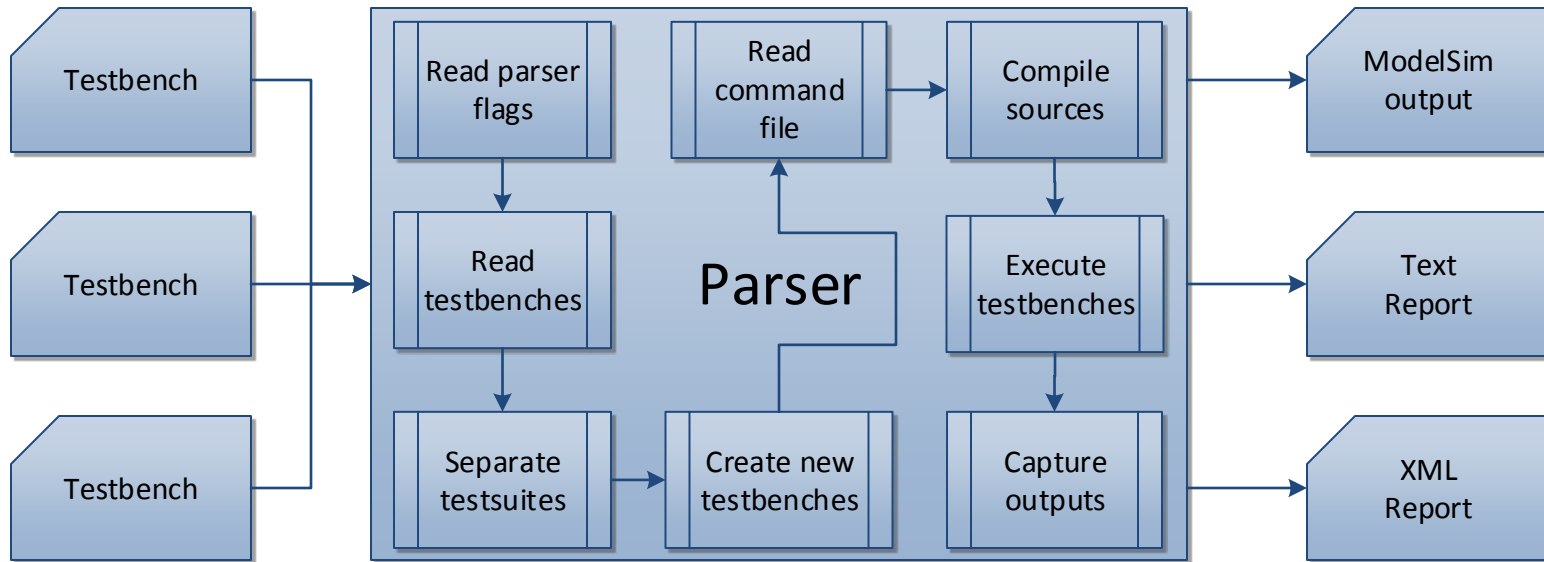 Testbench
Testbench
Testbench
Read parser
flags
Read
testbenches
Separate
testsuites
Create new
testbenches
Parser
Read
command
file
Compile
sources
Execute
testbenches
Capture
outputs
ModelSim
output
Text
Report
XML
Report